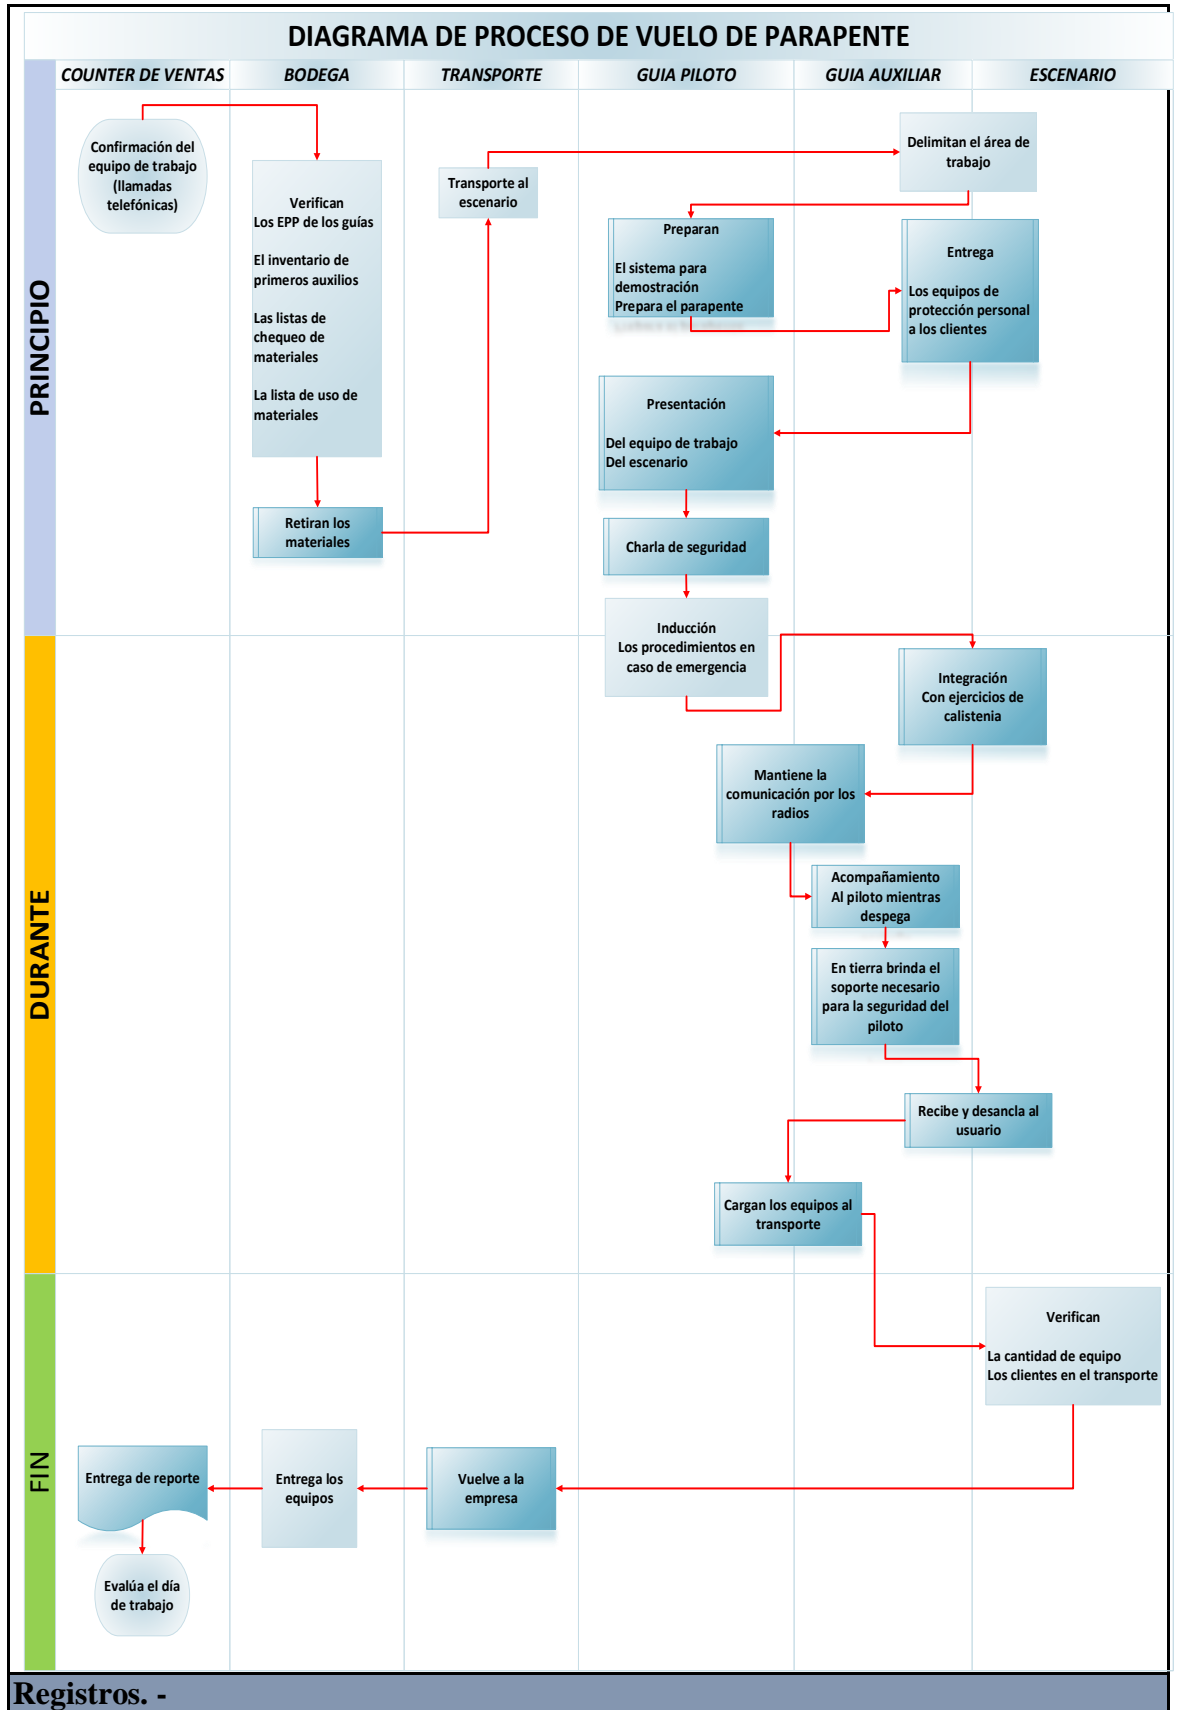 DIAGRAMA DE PROCESO DE VUELO DE PARAPENTE
COUNTER DE VENTAS
BODEGA
TRANSPORTE
GUIA PILOTO
GUIA AUXILIAR
ESCENARIO
PRINCIPIO
Confirmación del
equipo de trabajo
(llamadas
telefónicas)
Verifican
Los EPP de los guías
El inventario de
primeros auxilios
Las listas de
chequeo de
materiales
La lista de uso de
materiales
Retiran los
materiales
Transporte al
escenario
Delimitan el área de
trabajo
Preparan
El sistema para
demostración
Prepara el parapente
Entrega
Los equipos de
protección personal
a los clientes
Presentación
Del equipo de trabajo
Del escenario
Charla de seguridad
Inducción
Los procedimientos en
caso de emergencia
DURANTE
Integración
Con ejercicios de
calistenia
Mantiene la
comunicación por los
radios
Acompañamiento
Al piloto mientras
despega
En tierra brinda el
soporte necesario
para la seguridad del
piloto
Recibe y desancla al
usuario
Cargan los equipos al
transporte
FIN
Verifican
La cantidad de equipo
Los clientes en el transporte
Vuelve a la
empresa
Entrega los
equipos
Entrega de reporte
Evalúa el día
de trabajo
Registros. -